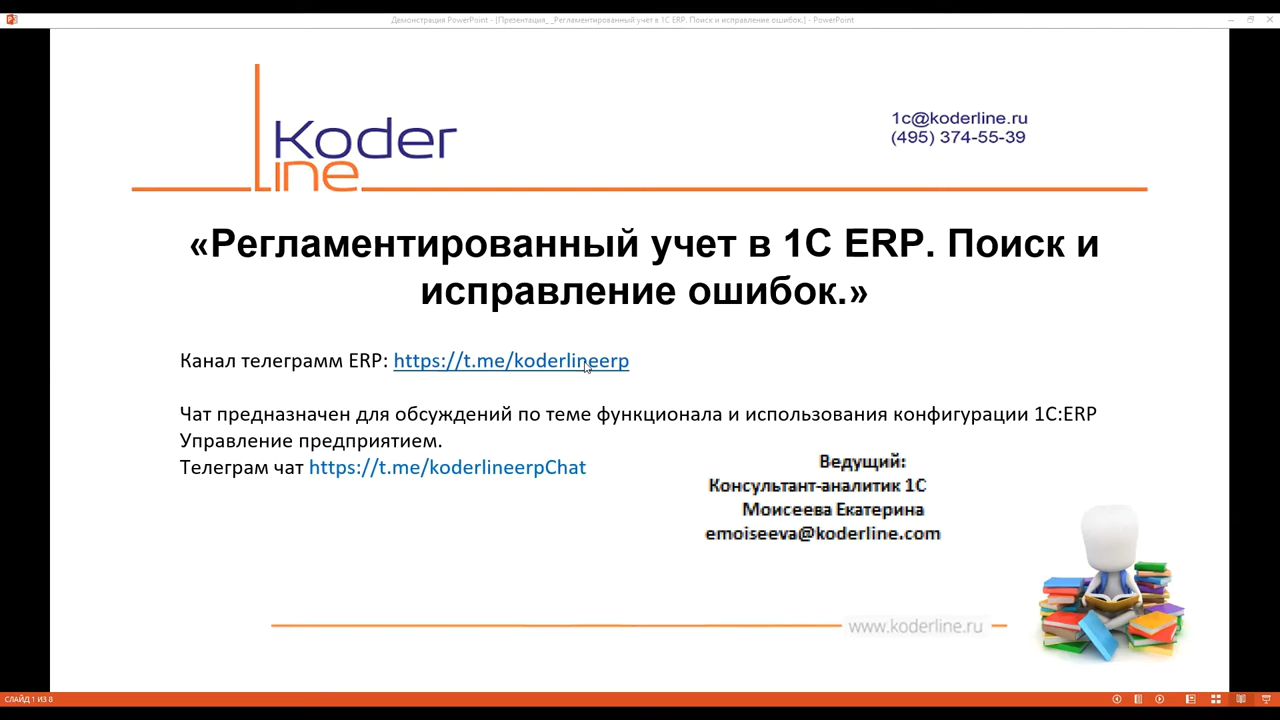 Демонстрация PowerPoint - [Презентация_ _Регламентированный учет в 1С ERP. Поиск и исправление ошибок.] - PowerPoint
Koder
line
1c@koderline.ru
(495) 374-55-39
«Регламентированный учет в 1С ERP. Поиск и
исправление ошибок.»
Канал телеграмм ERP: https://t.me/koderlineerp
Чат предназначен для обсуждений по теме функционала и использования конфигурации 1С:ERP
Управление предприятием.
Телеграм чат https://t.me/koderlineerpChat
Ведущий:
Консультант-аналитик 1С
Моисеева Екатерина
emoiseeva@koderline.com
www.koderline.ru
СЛАЙД 1 ИЗ 8